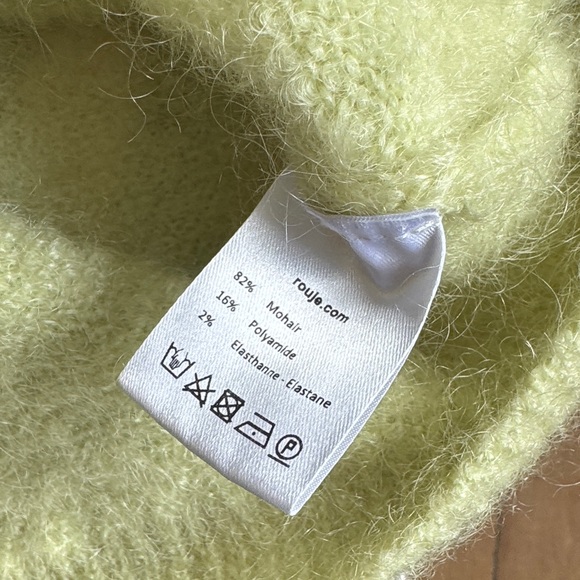 rouje.com
82% Mohair
16% Polyamide
2% Elasthanne - Elastane
P